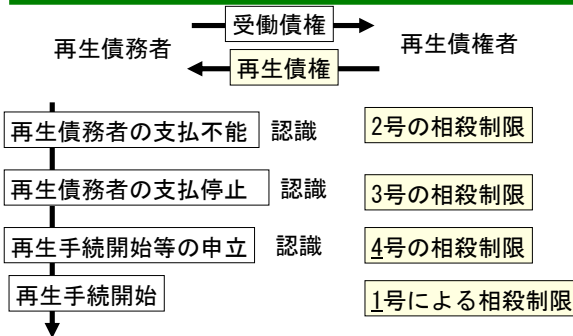 受働債権
再生債務者
再生債権者
再生債権
再生債務者の支払不能 認識 2号の相殺制限
再生債務者の支払停止 認識 3号の相殺制限
再生手続開始等の申立 認識 4号の相殺制限
再生手続開始 1号による相殺制限